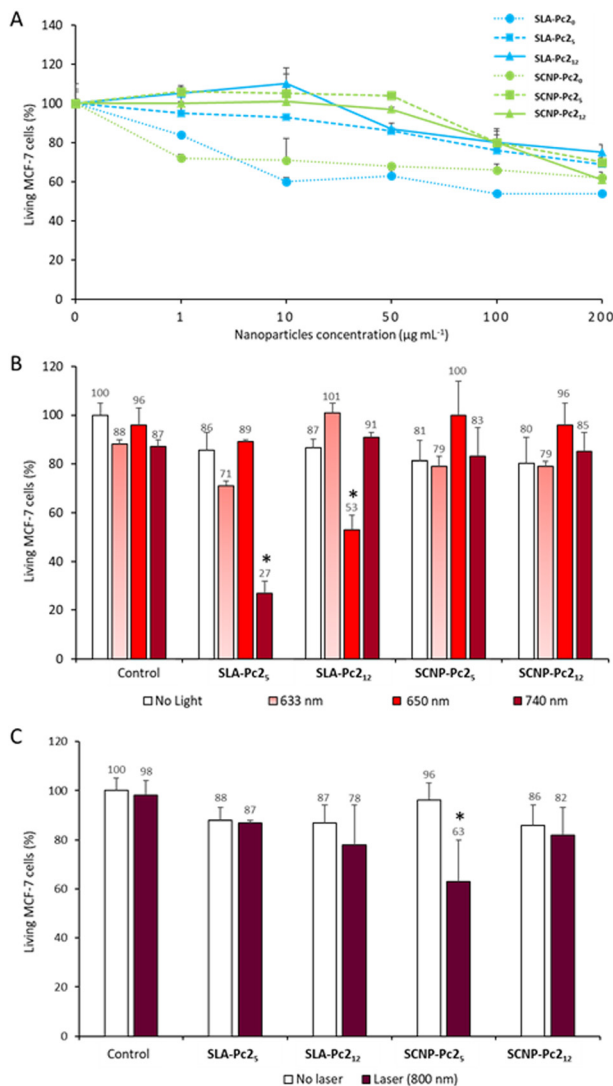 A
140
120
100
80
60
40
20
0
Living MCF-7 cells (%)
0 1 10 50 100 200
Nanoparticles concentration (µg mL⁻¹)
SLA-Pc2₀
SLA-Pc2₅
SLA-Pc2₁₂
SCNP-Pc2₀
SCNP-Pc2₅
SCNP-Pc2₁₂
B
120
100
80
60
40
20
0
Living MCF-7 cells (%)
100 88 96 87
86 71 89 * 27
87 101 * 53 91
81 79 100 83
80 79 96 85
Control SLA-Pc2₅ SLA-Pc2₁₂ SCNP-Pc2₅ SCNP-Pc2₁₂
No Light 633 nm 650 nm 740 nm
C
120
100
80
60
40
20
0
Living MCF-7 cells (%)
100 98
88 87
87 78
96 * 63
86 82
Control SLA-Pc2₅ SLA-Pc2₁₂ SCNP-Pc2₅ SCNP-Pc2₁₂
No laser Laser (800 nm)